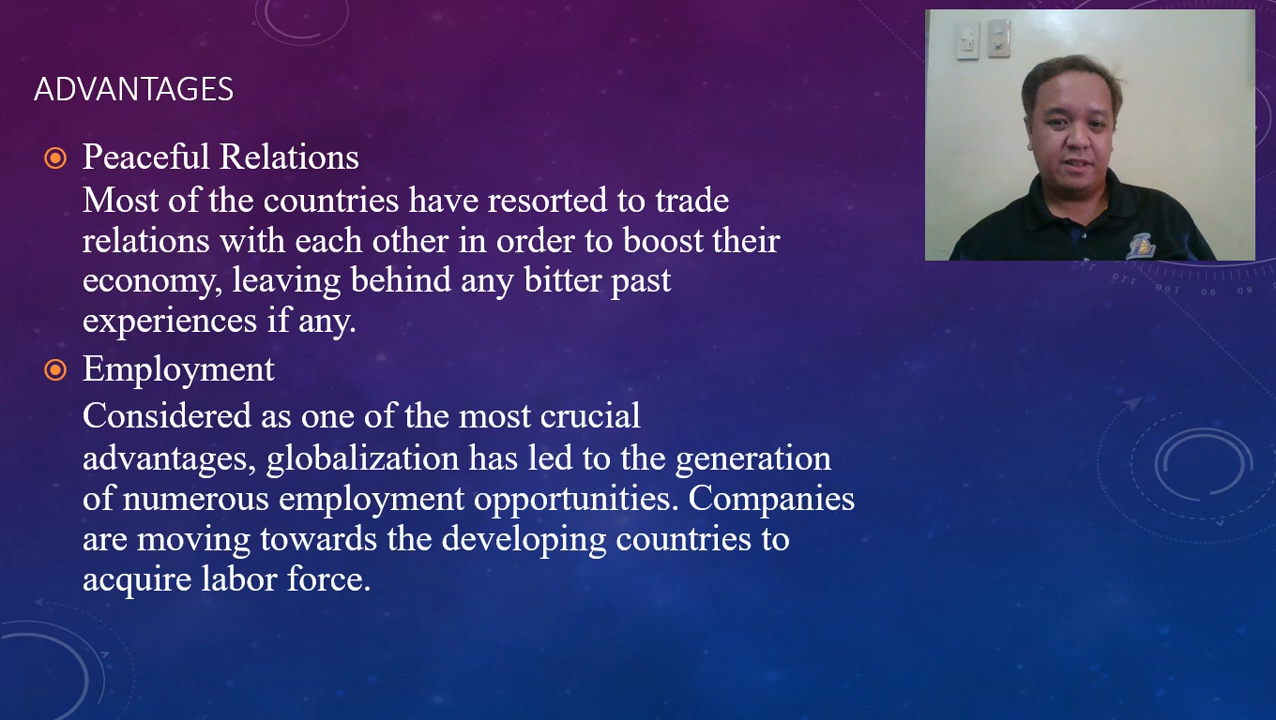 ADVANTAGES
Peaceful Relations
Most of the countries have resorted to trade
relations with each other in order to boost their
economy, leaving behind any bitter past
experiences if any.
Employment
Considered as one of the most crucial
advantages, globalization has led to the generation
of numerous employment opportunities. Companies
are moving towards the developing countries to
acquire labor force.